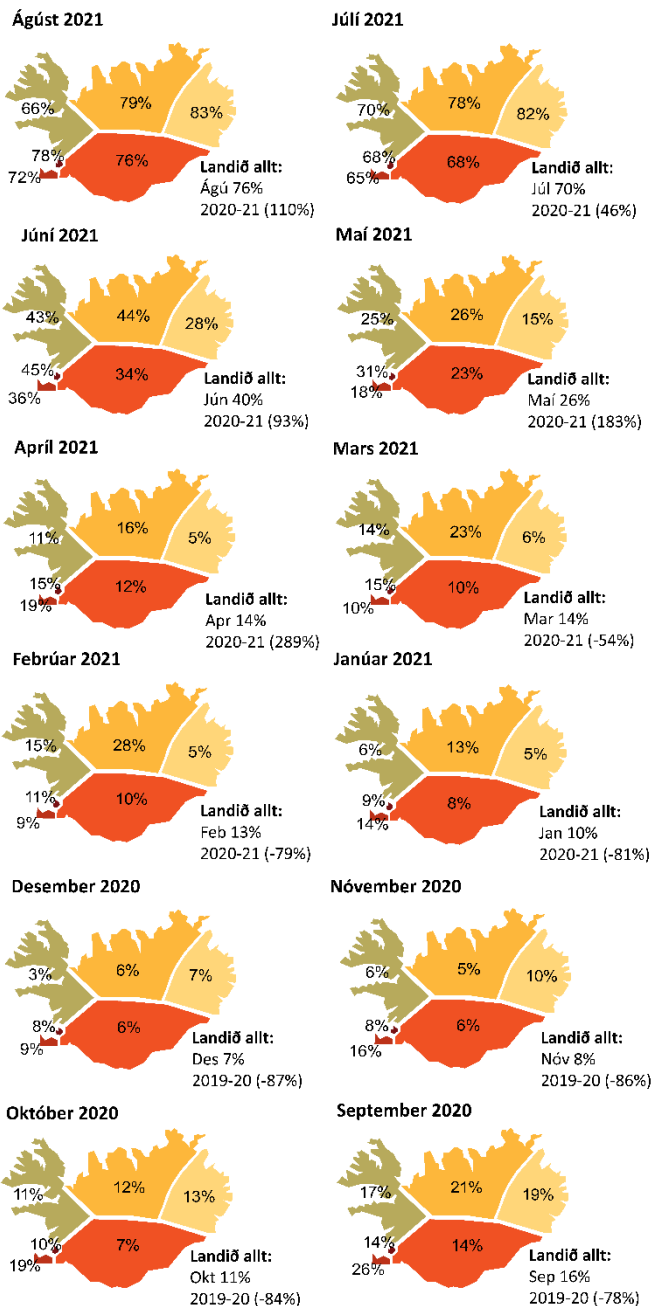 Ágúst 2021
66%
79%
83%
78%
76%
72%
Landið allt:
Ágú 76%
2020-21 (110%)
Júlí 2021
70%
78%
82%
68%
68%
65%
Landið allt:
Júl 70%
2020-21 (46%)
Júní 2021
43%
44%
28%
45%
34%
36%
Landið allt:
Jún 40%
2020-21 (93%)
Maí 2021
25%
26%
15%
31%
23%
18%
Landið allt:
Maí 26%
2020-21 (183%)
Apríl 2021
11%
16%
5%
15%
12%
19%
Landið allt:
Apr 14%
2020-21 (289%)
Mars 2021
14%
23%
6%
15%
10%
10%
Landið allt:
Mar 14%
2020-21 (-54%)
Febrúar 2021
15%
28%
5%
11%
10%
9%
Landið allt:
Feb 13%
2020-21 (-79%)
Janúar 2021
6%
13%
5%
9%
8%
14%
Landið allt:
Jan 10%
2020-21 (-81%)
Desember 2020
3%
6%
7%
8%
6%
9%
Landið allt:
Des 7%
2019-20 (-87%)
Nóvember 2020
6%
5%
10%
8%
6%
16%
Landið allt:
Nóv 8%
2019-20 (-86%)
Október 2020
11%
12%
13%
10%
7%
19%
Landið allt:
Okt 11%
2019-20 (-84%)
September 2020
17%
21%
19%
14%
14%
26%
Landið allt:
Sep 16%
2019-20 (-78%)